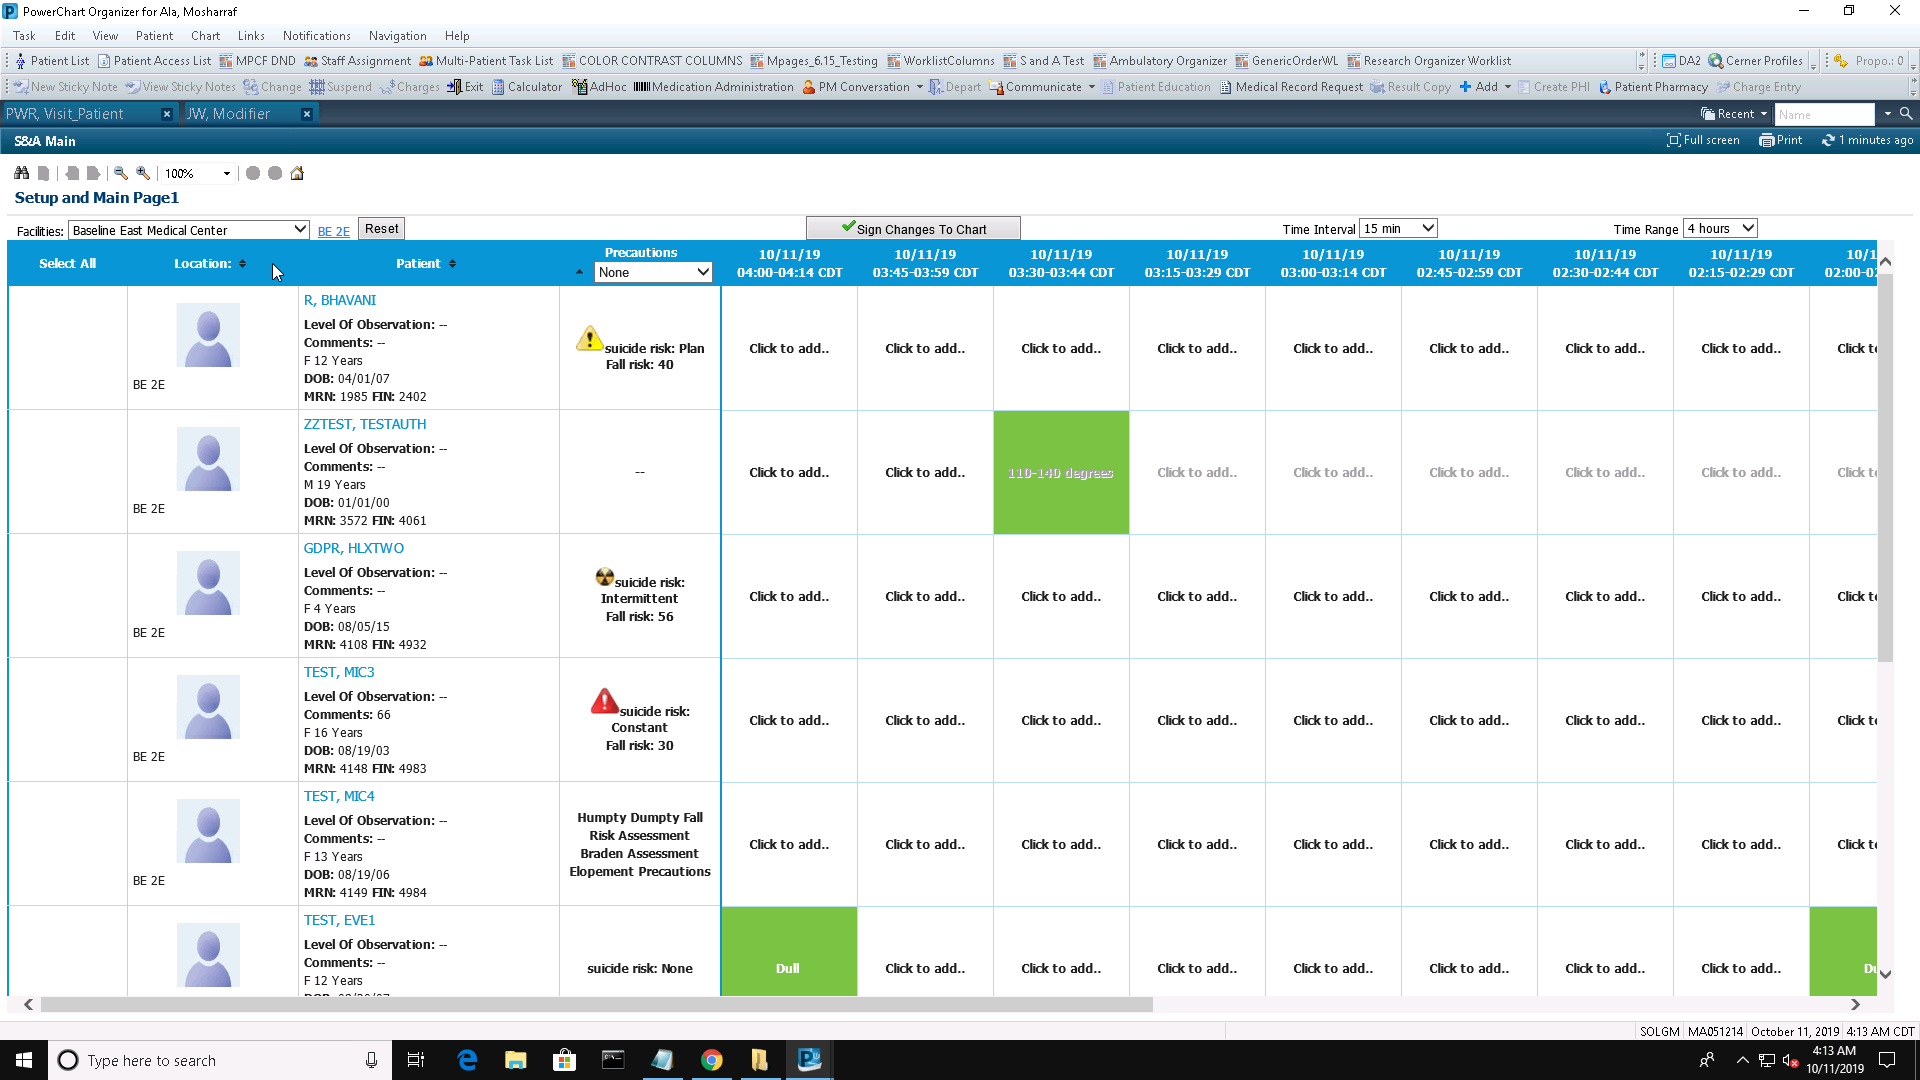 PowerChart Organizer for Ala, Mosharraf
Task Edit View Patient Chart Links Notifications Navigation Help
Patient List Patient Access List MPCF DND Staff Assignment Multi-Patient Task List COLOR CONTRAST COLUMNS Mpages_6.15_Testing WorklistColumns S and A Test Ambulatory Organizer GenericOrderWL Research Organizer Worklist DA2 Cerner Profiles Propo.: 0
New Sticky Note View Sticky Notes Change Suspend Charges Exit Calculator AdHoc Medication Administration PM Conversation Depart Communicate Patient Education Medical Record Request Result Copy Add Create PHI Patient Pharmacy Charge Entry
PWR, Visit_Patient JW, Modifier Recent Name
S&A Main Full screen Print 1 minutes ago
100%
Setup and Main Page1
Facilities: Baseline East Medical Center BE 2E Reset Sign Changes To Chart Time Interval 15 min Time Range 4 hours
Select All Location: Patient Precautions None
10/11/19 10/11/19 10/11/19 10/11/19 10/11/19 10/11/19 10/11/19 10/11/19 10/1
04:00-04:14 CDT 03:45-03:59 CDT 03:30-03:44 CDT 03:15-03:29 CDT 03:00-03:14 CDT 02:45-02:59 CDT 02:30-02:44 CDT 02:15-02:29 CDT 02:00-0
BE 2E
R, BHAVANI
Level Of Observation: --
Comments: --
F 12 Years
DOB: 04/01/07
MRN: 1985 FIN: 2402
suicide risk: Plan
Fall risk: 40
Click to add.. Click to add.. Click to add.. Click to add.. Click to add.. Click to add.. Click to add.. Click to add.. Click t
BE 2E
ZZTEST, TESTAUTH
Level Of Observation: --
Comments: --
M 19 Years
DOB: 01/01/00
MRN: 3572 FIN: 4061
--
Click to add.. Click to add.. 110-140 degrees Click to add.. Click to add.. Click to add.. Click to add.. Click to add.. Click t
BE 2E
GDPR, HLXTWO
Level Of Observation: --
Comments: --
F 4 Years
DOB: 08/05/15
MRN: 4108 FIN: 4932
suicide risk:
Intermittent
Fall risk: 56
Click to add.. Click to add.. Click to add.. Click to add.. Click to add.. Click to add.. Click to add.. Click to add.. Click t
BE 2E
TEST, MIC3
Level Of Observation: --
Comments: 66
F 16 Years
DOB: 08/19/03
MRN: 4148 FIN: 4983
suicide risk:
Constant
Fall risk: 30
Click to add.. Click to add.. Click to add.. Click to add.. Click to add.. Click to add.. Click to add.. Click to add.. Click t
BE 2E
TEST, MIC4
Level Of Observation: --
Comments: --
F 13 Years
DOB: 08/19/06
MRN: 4149 FIN: 4984
Humpty Dumpty Fall
Risk Assessment
Braden Assessment
Elopement Precautions
Click to add.. Click to add.. Click to add.. Click to add.. Click to add.. Click to add.. Click to add.. Click to add.. Click t
TEST, EVE1
Level Of Observation: --
Comments: --
F 12 Years
suicide risk: None
Dull Click to add.. Click to add.. Click to add.. Click to add.. Click to add.. Click to add.. Click to add.. Du
SOLGM MA051214 October 11, 2019 4:13 AM CDT
Type here to search
4:13 AM
10/11/2019